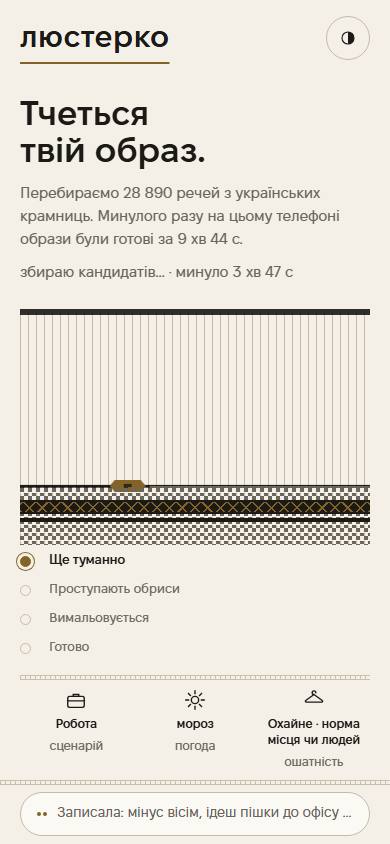 люстерко
Тчеться
твій образ.
Перебираємо 28 890 речей з українських
крамниць. Минулого разу на цьому телефоні
образи були готові за 9 хв 44 с.
збираю кандидатів... · минуло 3 хв 47 с
Ще туманно
Проступають обриси
Вимальовується
Готово
Робота
сценарій
мороз
погода
Охайне · норма
місця чи людей
ошатність
Записала: мінус вісім, ідеш пішки до офісу ...